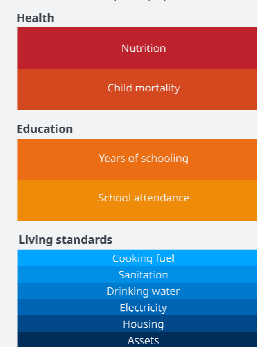 Health
Nutrition
Child mortality
Education
Years of schooling
School attendance
Living standards
Cooking fuel
Sanitation
Drinking water
Electricity
Housing
Assets